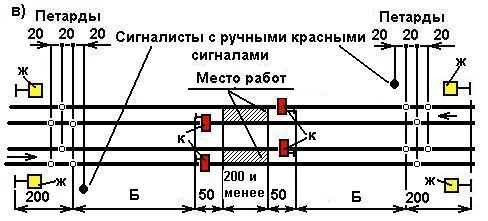 в)
Петарды
20 20 20
Сигналисты с ручными красными
сигналами
Петарды
20 20 20
ж
Место работ
ж
к
к
ж
200
Б
50
200 и
менее
50
Б
200
ж